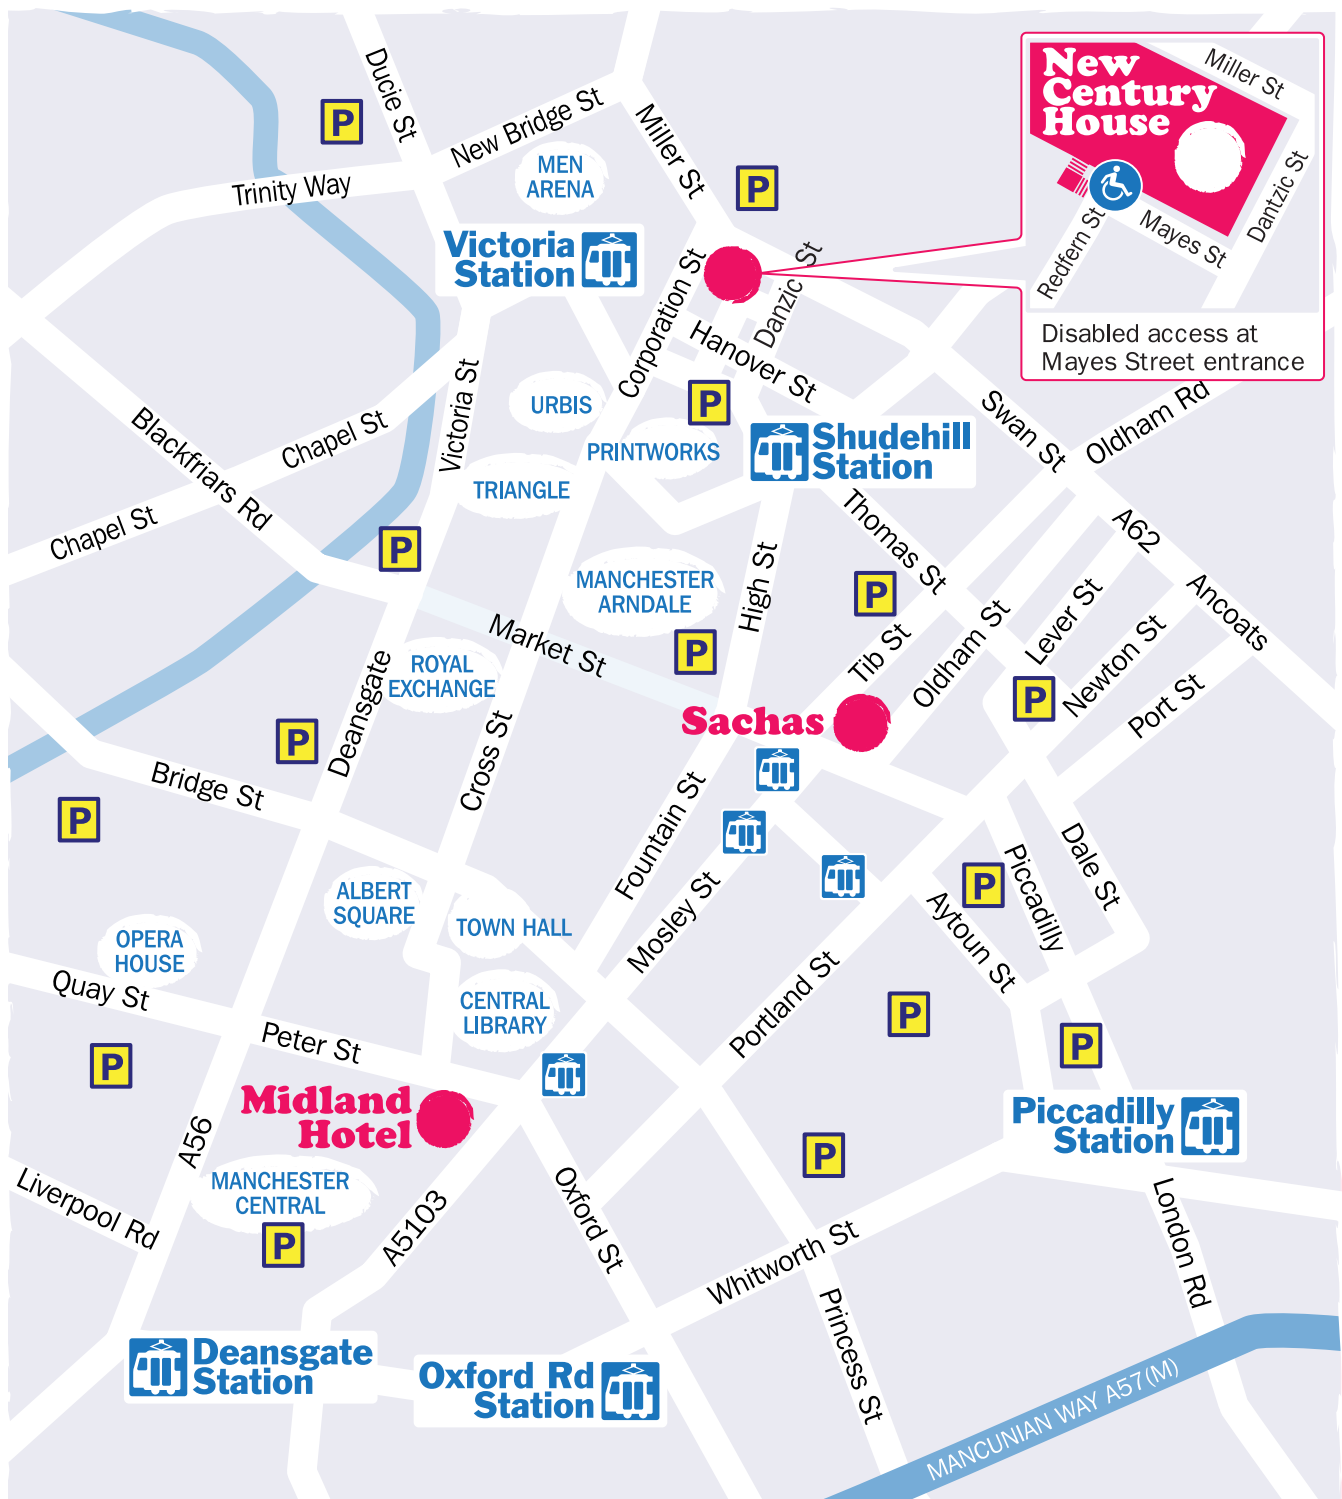 Ducie St
P
New Bridge St
Miller St
MEN
ARENA
Trinity Way
P
New
Century
House
Miller St
Dantzic St
Redfern St
Mayes St
Disabled access at
Mayes Street entrance
Victoria
Station
Corporation St
Danzic St
Hanover St
P
URBIS
PRINTWORKS
Shudehill
Station
Swan St
Oldham Rd
Victoria St
Chapel St
Blackfriars Rd
Chapel St
TRIANGLE
P
Thomas St
A62
Ancoats
MANCHESTER
ARNDALE
High St
P
Market St
P
Tib St
Oldham St
Lever St
Newton St
Port St
P
ROYAL
EXCHANGE
Deansgate
Cross St
Sachas
P
Bridge St
P
Fountain St
Mosley St
ALBERT
SQUARE
TOWN HALL
OPERA
HOUSE
Quay St
CENTRAL
LIBRARY
Peter St
P
Portland St
P
Piccadilly
Dale St
Aytoun St
P
P
Midland
Hotel
A56
Piccadilly
Station
P
MANCHESTER
CENTRAL
P
Liverpool Rd
A5103
Oxford St
Whitworth St
London Rd
Princess St
Deansgate
Station
Oxford Rd
Station
MANCUNIAN WAY A57(M)